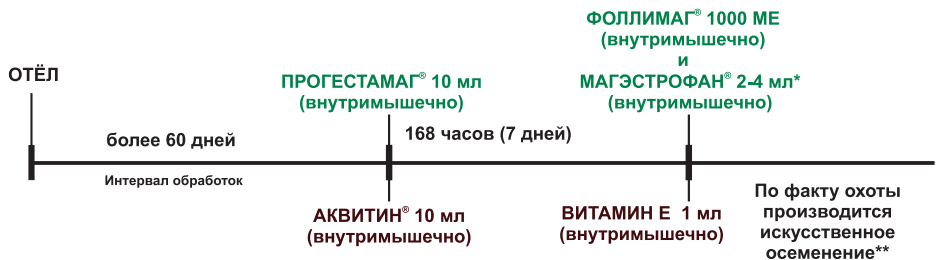 ФОЛЛИМАГ® 1000 МЕ
(внутримышечно)
и
МАГЭСТРОФАН® 2-4 мл*
(внутримышечно)
ОТЁЛ
ПРОГЕСТАМАГ® 10 мл
(внутримышечно)
более 60 дней
168 часов (7 дней)
Интервал обработок
АКВИТИН® 10 мл
(внутримышечно)
ВИТАМИН Е 1 мл
(внутримышечно)
По факту охоты
производится
искусственное
осеменение**